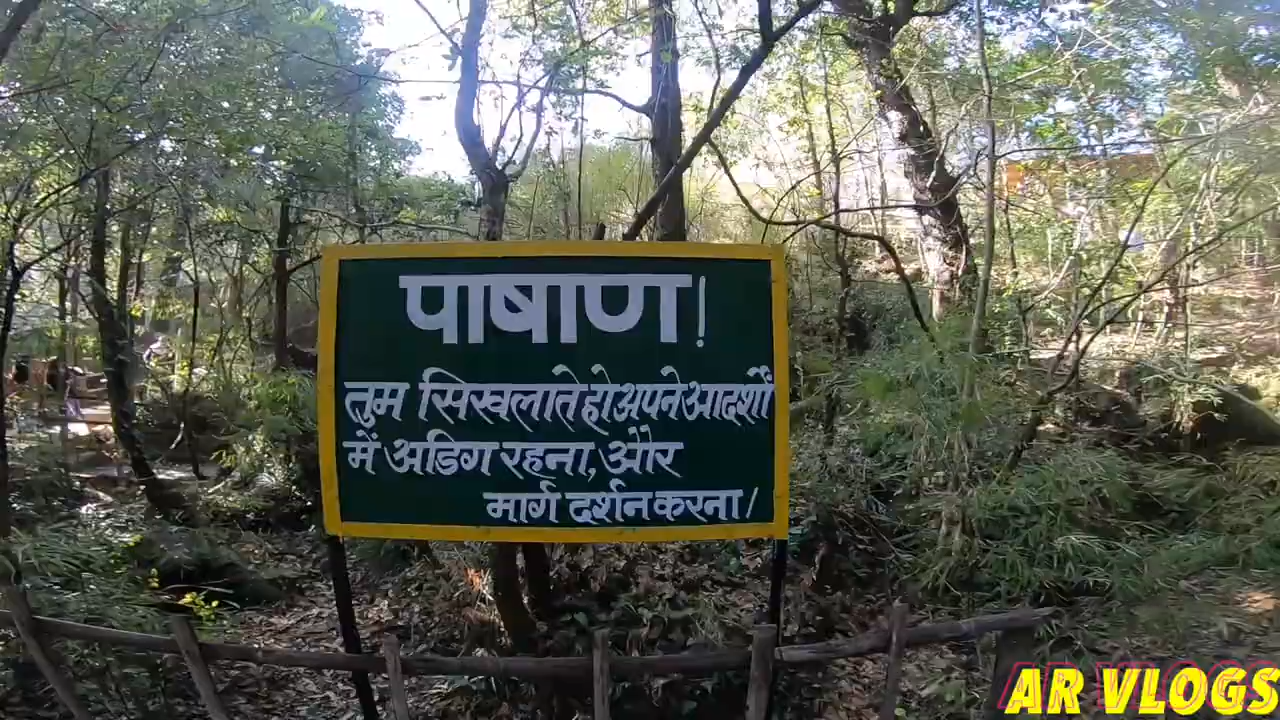 पाषाण!
तुम सिखलाते हो अपने आदर्शों
में अडिग रहना, और
मार्ग दर्शन करना/
AR VLOGS